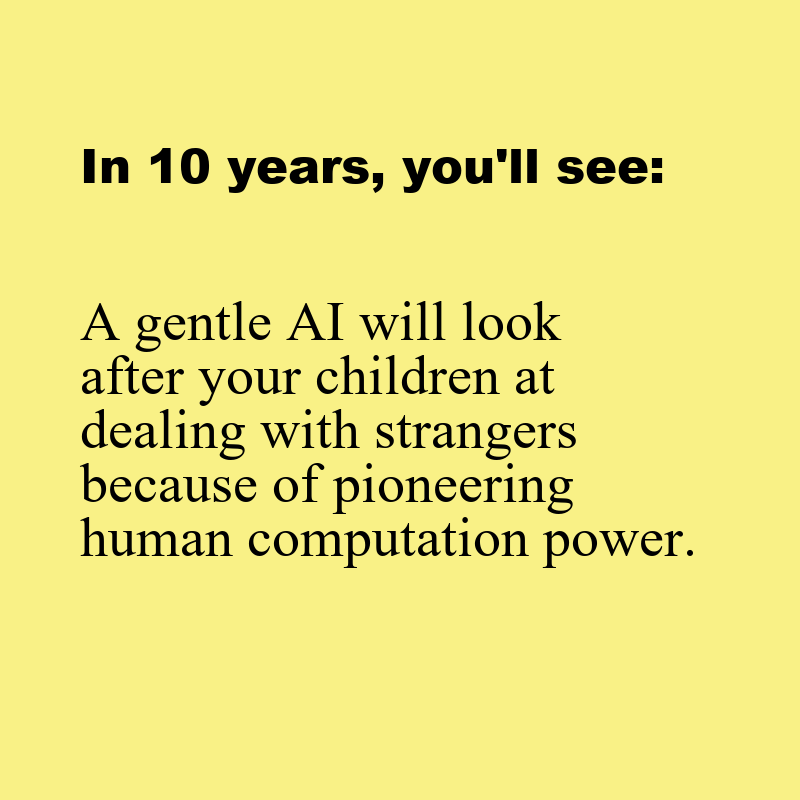 In 10 years, you'll see:
A gentle AI will look
after your children at
dealing with strangers
because of pioneering
human computation power.